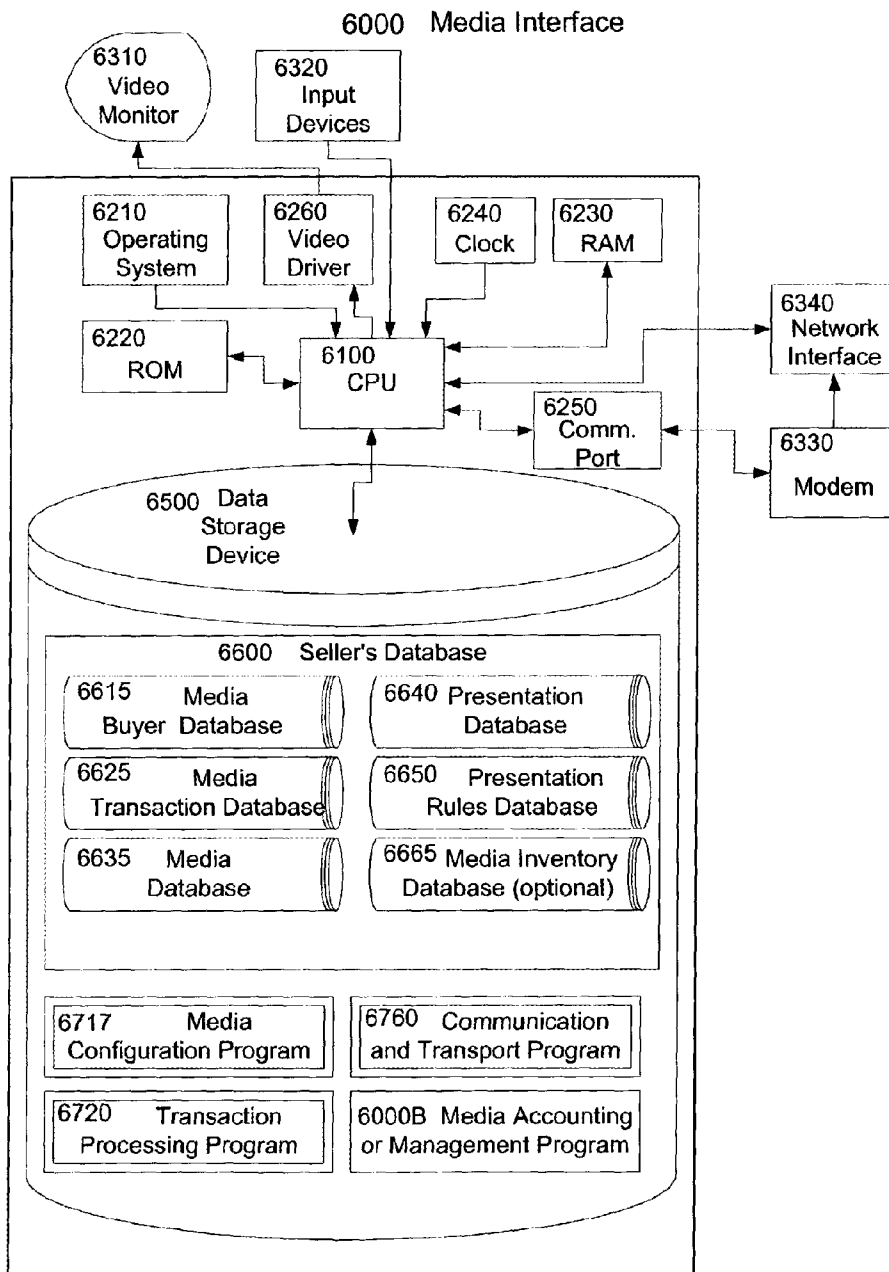 6000 Media Interface
6310
Video
Monitor
6320
Input
Devices
6210
Operating
System
6260
Video
Driver
6240
Clock
6230
RAM
6220
ROM
6100
CPU
6340
Network
Interface
6250
Comm.
Port
6330
Modem
6500 Data
Storage
Device
6600 Seller's Database
6615 Media
Buyer Database
6640 Presentation
Database
6625 Media
Transaction Database
6650 Presentation
Rules Database
6635 Media
Database
6665 Media Inventory
Database (optional)
6717 Media
Configuration Program
6760 Communication
and Transport Program
6720 Transaction
Processing Program
6000B Media Accounting
or Management Program